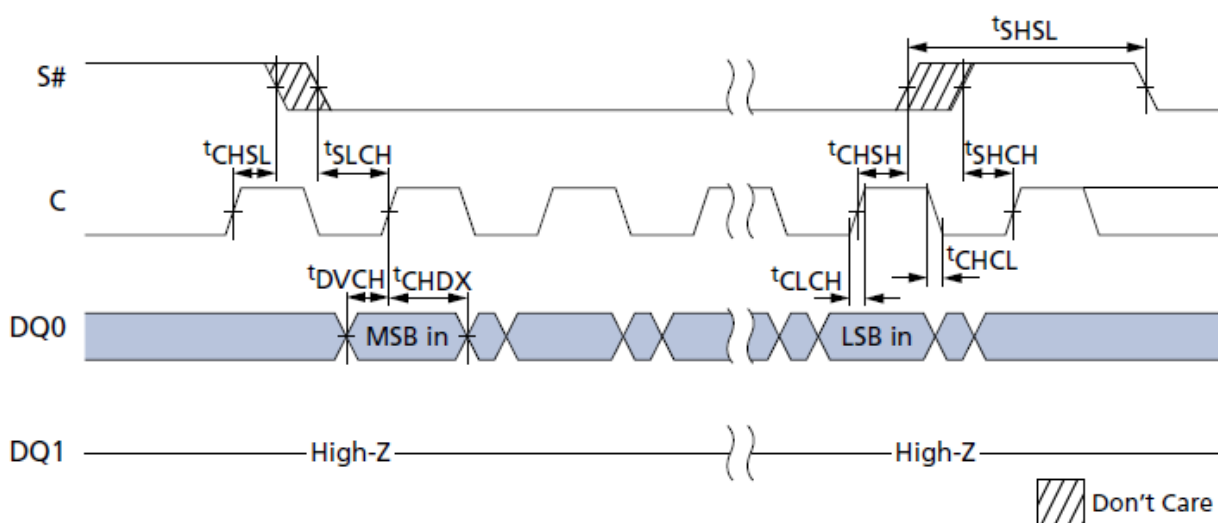 tSHSL
S#
tCHSL
tSLCH
tCHSH
tSHCH
C
tDVCH
tCHDX
tCLCH
tCHCL
DQ0
MSB in
LSB in
DQ1
High-Z
High-Z
Don't Care